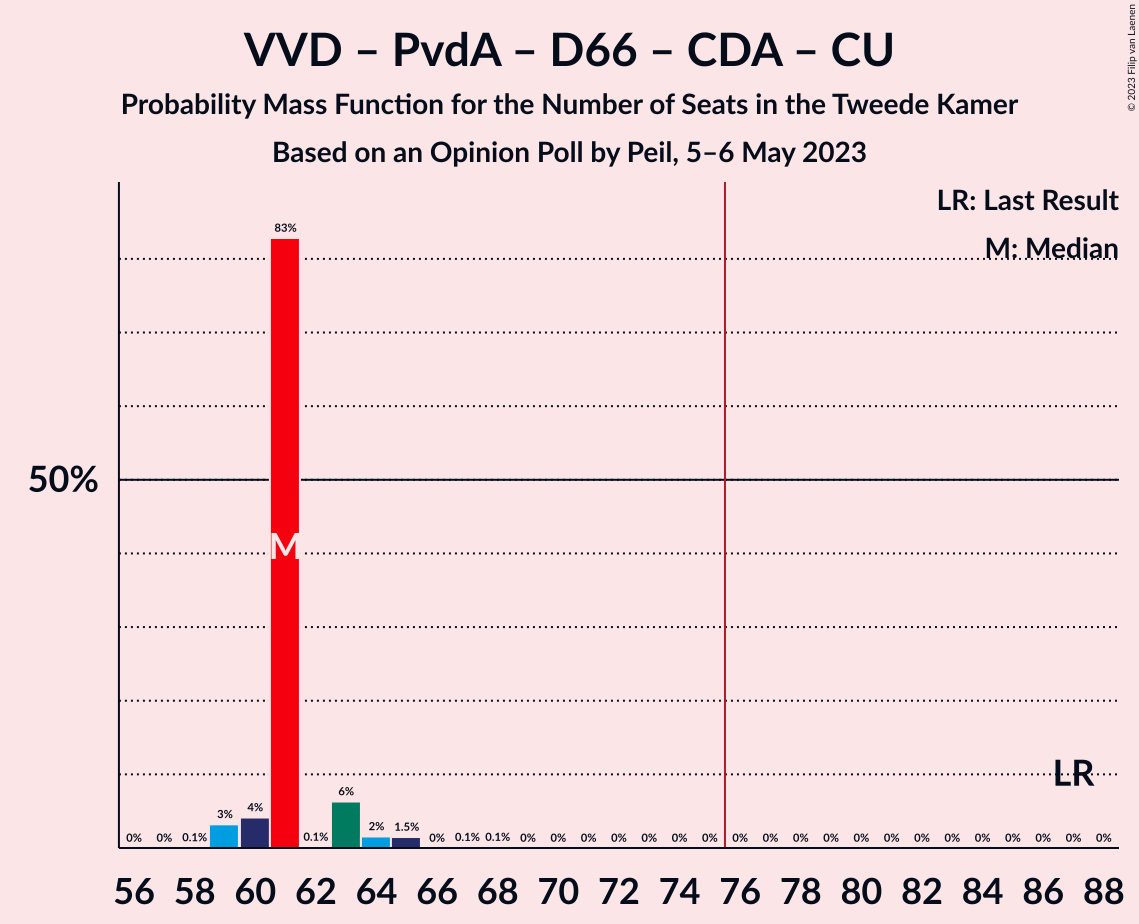 VVD – PvdA – D66 – CDA – CU
Probability Mass Function for the Number of Seats in the Tweede Kamer
Based on an Opinion Poll by Peil, 5–6 May 2023
© 2023 Filip van Laenen
LR: Last Result
M: Median
83%
50%
M
LR
6%
4%
3%
2%
1.5%
0% 0% 0.1% 0.1% 0% 0.1% 0.1% 0% 0% 0% 0% 0% 0% 0% 0% 0% 0% 0% 0% 0% 0% 0% 0% 0% 0% 0% 0%
56 58 60 62 64 66 68 70 72 74 76 78 80 82 84 86 88